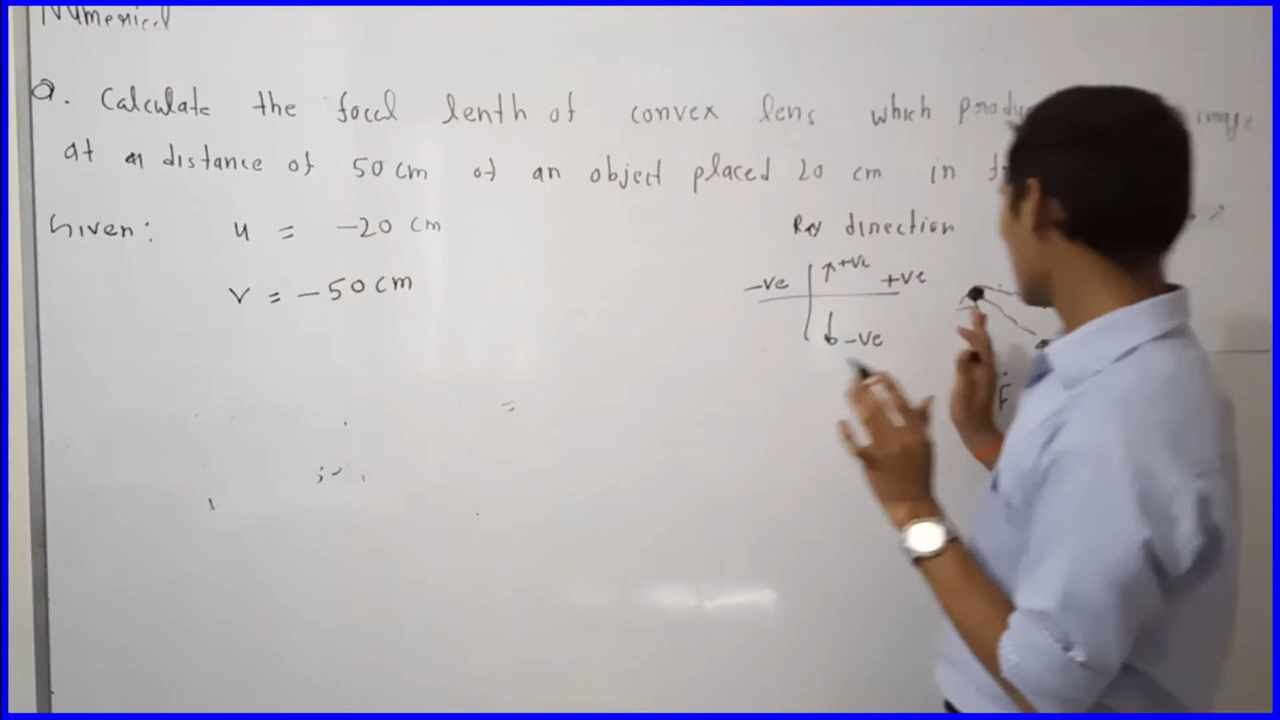 Numerical
Q. Calculate the focal lenth of convex lens which image
at a distance of 50 cm of an object placed 20 cm in
Given: u = -20 cm
v = -50 cm
Ray direction
-ve +ve +ve
-ve
F